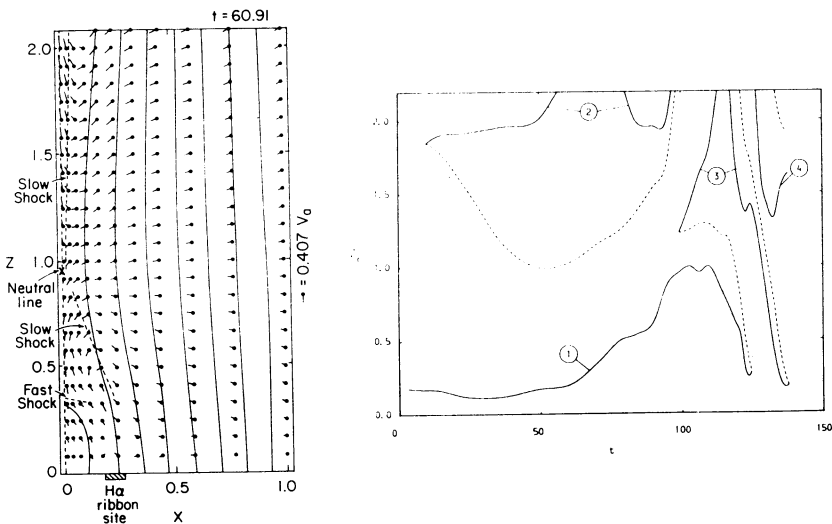 t = 60.91
2.0
1.5
Slow
Shock
1.0
Z
Neutral
line
Slow
Shock
0.5
Fast
Shock
0
0
0.5
1.0
Hα
ribbon
site
X
= 0.407 Va
1.5
1.0
0.5
0.0
0
50
100
150
t
1
2
3
4